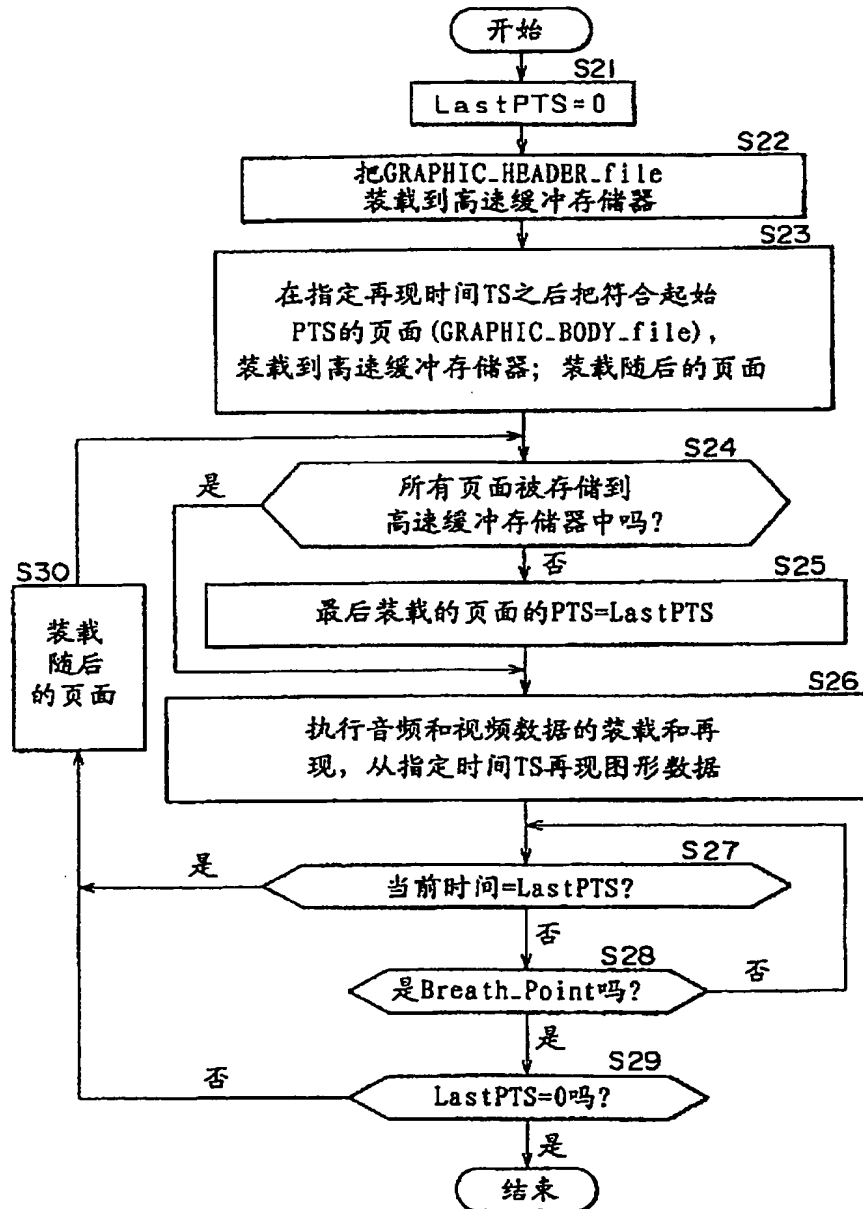 开始
S21
LastPTS=0
S22
把GRAPHIC_HEADER_file
装载到高速缓冲存储器
S23
在指定再现时间TS之后把符合起始
PTS的页面(GRAPHIC_BODY_file),
装载到高速缓冲存储器; 装载随后的页面
S24
是
所有页面被存储到
高速缓冲存储器中吗?
否
S25
最后装载的页面的PTS=LastPTS
S30
装载
随后
的页面
S26
执行音频和视频数据的装载和再
现, 从指定时间TS再现图形数据
S27
是
当前时间=LastPTS?
否
S28
否
是Breath_Point吗?
是
S29
否
LastPTS=0吗?
是
结束